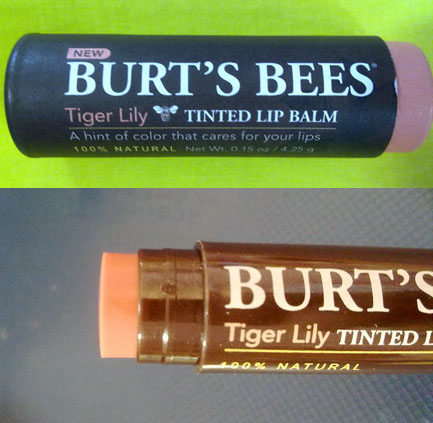 NEW
BURT'S BEES®
Tiger Lily TINTED LIP BALM
A hint of color that cares for your lips
100% NATURAL Net Wt. 0.15 oz / 4.25 g
BURT'S
Tiger Lily TINTED L
100% NATURAL